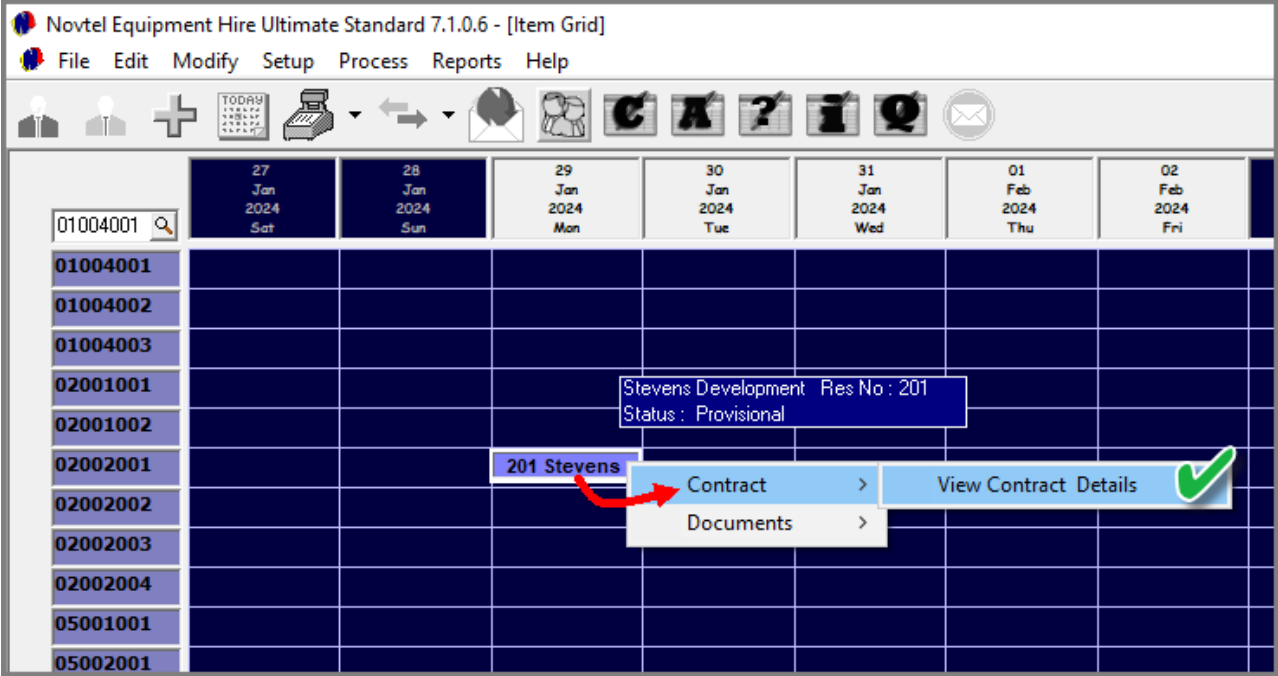 Novtel Equipment Hire Ultimate Standard 7.1.0.6 - [Item Grid]
File Edit Modify Setup Process Reports Help
TODAY
C A ? i Q
27 Jan 2024 Sat
28 Jan 2024 Sun
29 Jan 2024 Mon
30 Jan 2024 Tue
31 Jan 2024 Wed
01 Feb 2024 Thu
02 Feb 2024 Fri
01004001
01004001
01004002
01004003
02001001
Stevens Development Res No : 201
Status : Provisional
02001002
02002001
201 Stevens
Contract > View Contract Details
02002002
Documents >
02002003
02002004
05001001
05002001